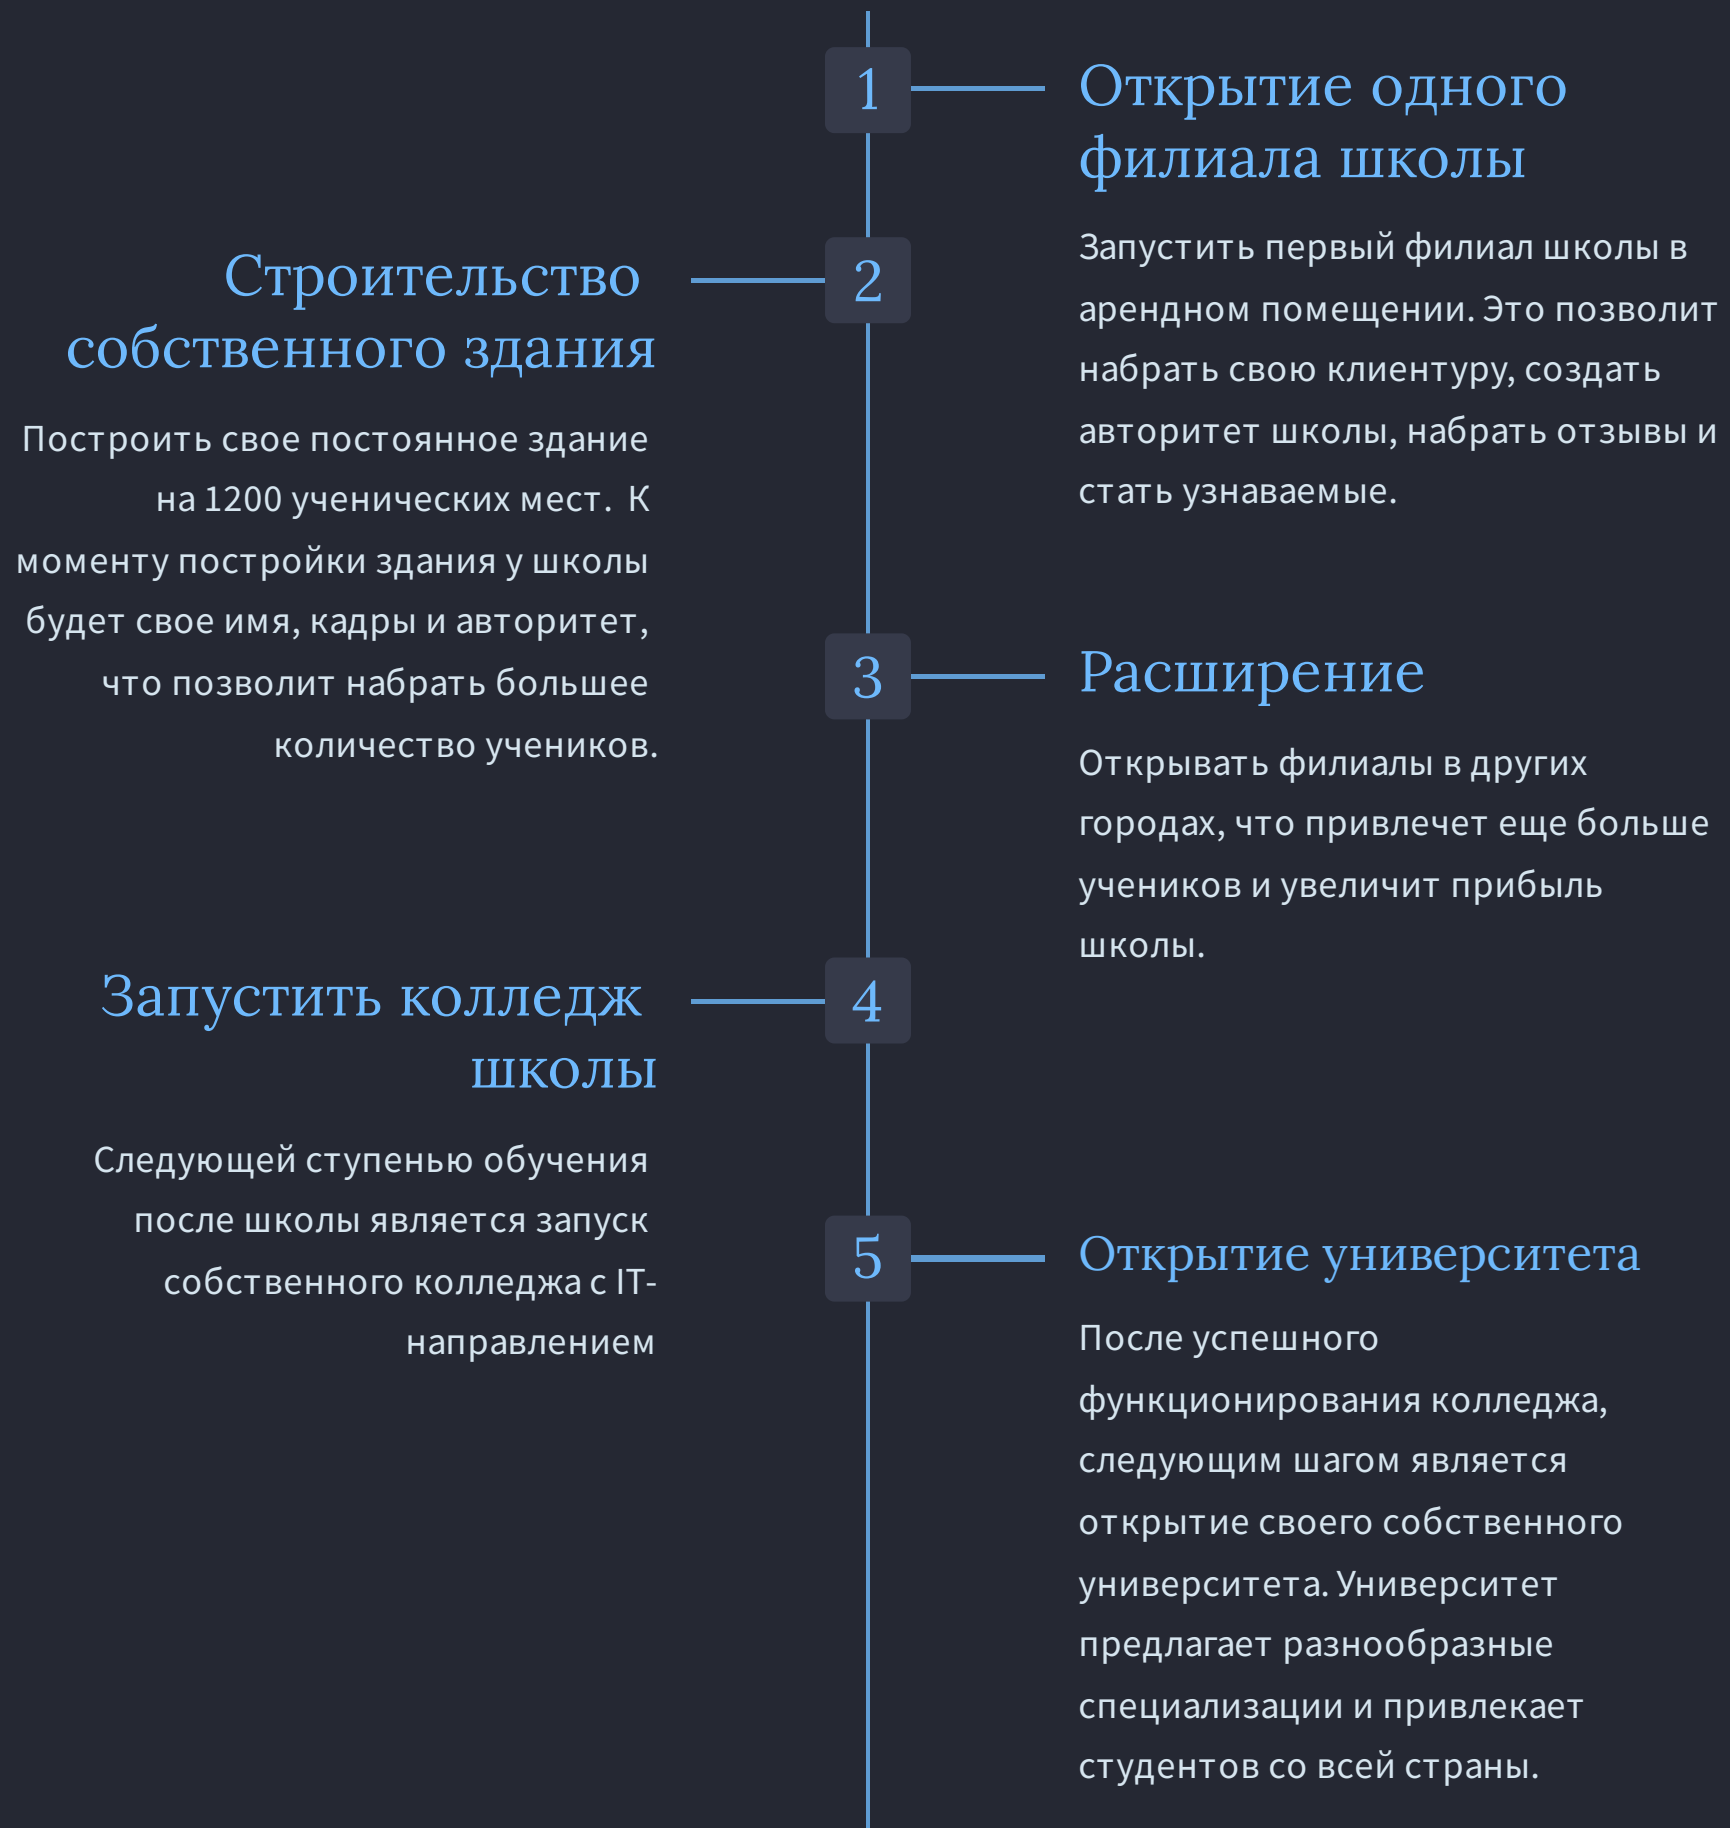 1
Открытие одного
филиала школы
Запустить первый филиал школы в
арендном помещении. Это позволит
набрать свою клиентуру, создать
авторитет школы, набрать отзывы и
стать узнаваемые.
2
Строительство
собственного здания
Построить свое постоянное здание
на 1200 ученических мест. К
моменту постройки здания у школы
будет свое имя, кадры и авторитет,
что позволит набрать большее
количество учеников.
3
Расширение
Открывать филиалы в других
городах, что привлечет еще больше
учеников и увеличит прибыль
школы.
4
Запустить колледж
школы
Следующей ступенью обучения
после школы является запуск
собственного колледжа с IT-
направлением
5
Открытие университета
После успешного
функционирования колледжа,
следующим шагом является
открытие своего собственного
университета. Университет
предлагает разнообразные
специализации и привлекает
студентов со всей страны.